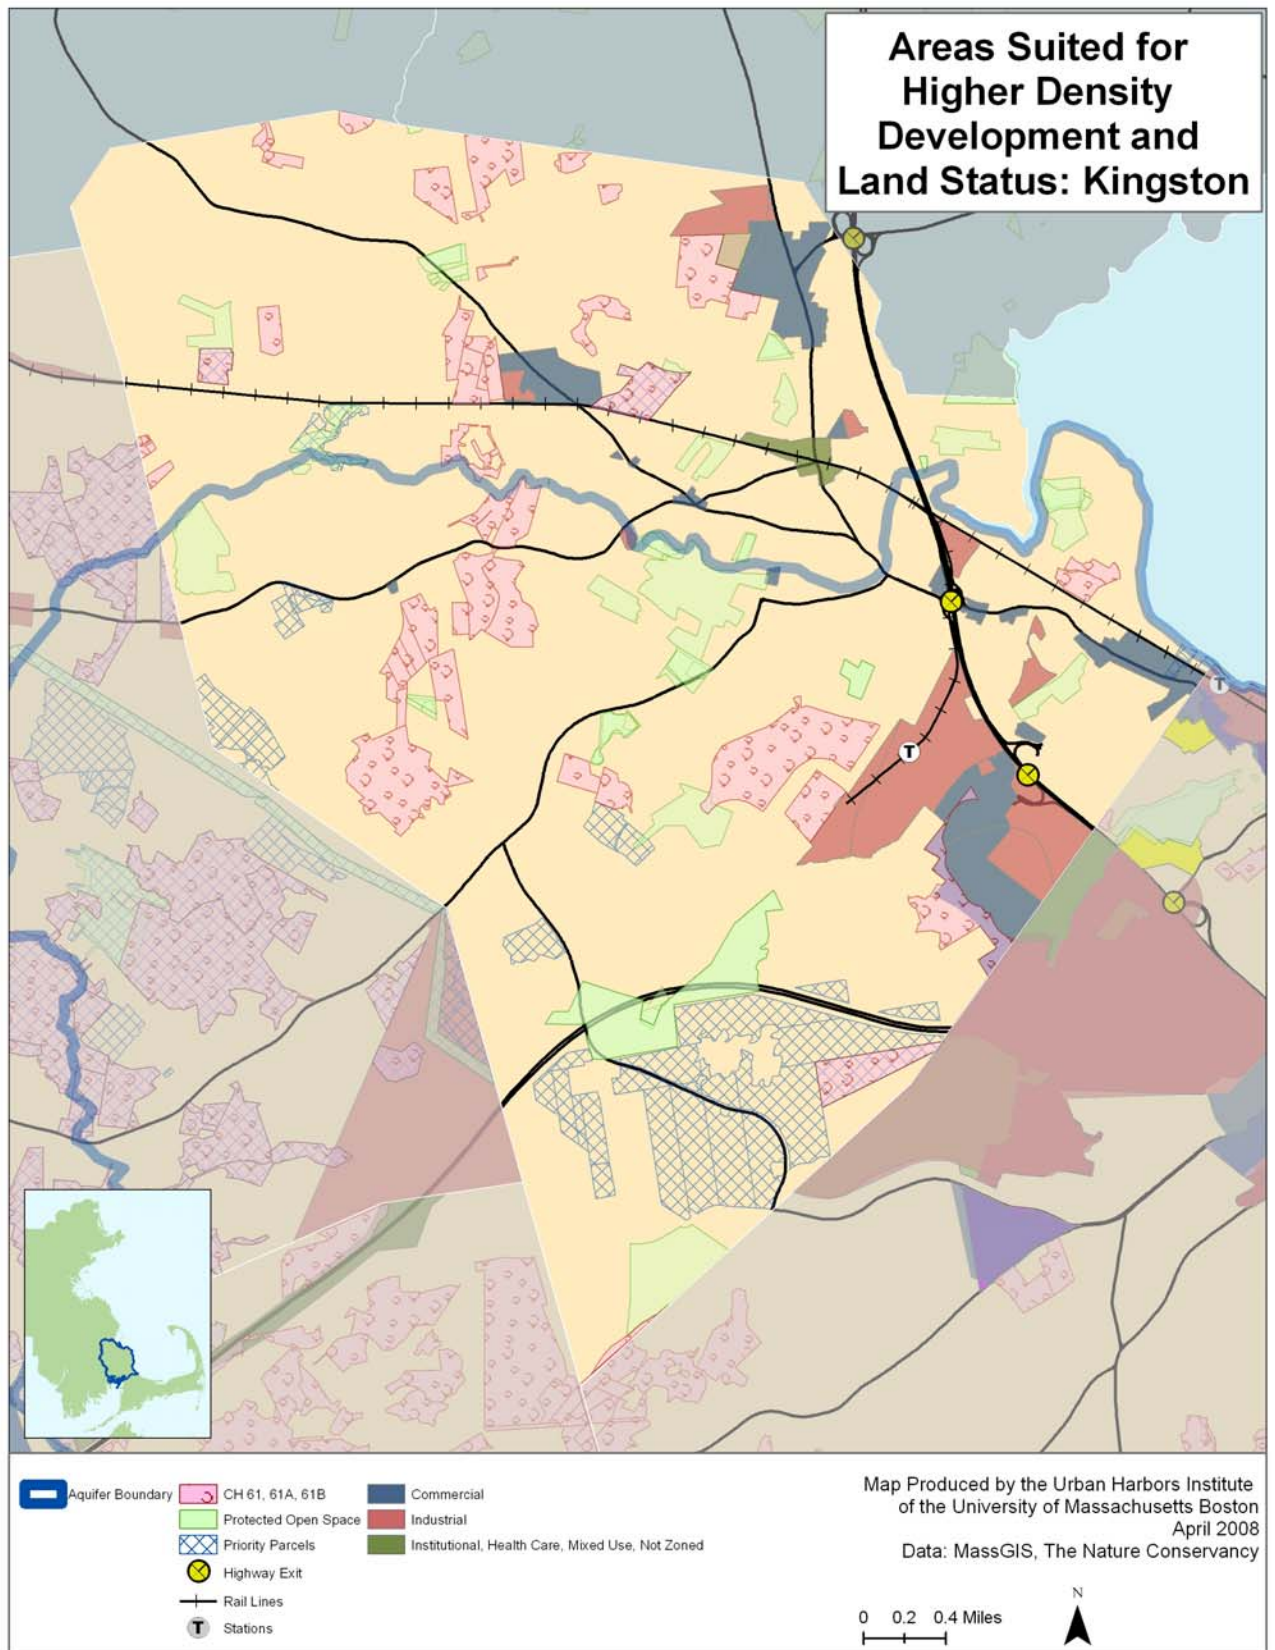 Areas Suited for
Higher Density
Development and
Land Status: Kingston
T
T
Aquifer Boundary
CH 61, 61A, 61B
Protected Open Space
Priority Parcels
Highway Exit
Rail Lines
T
Stations
Commercial
Industrial
Institutional, Health Care, Mixed Use, Not Zoned
Map Produced by the Urban Harbors Institute
of the University of Massachusetts Boston
April 2008
Data: MassGIS, The Nature Conservancy
0 0.2 0.4 Miles
N